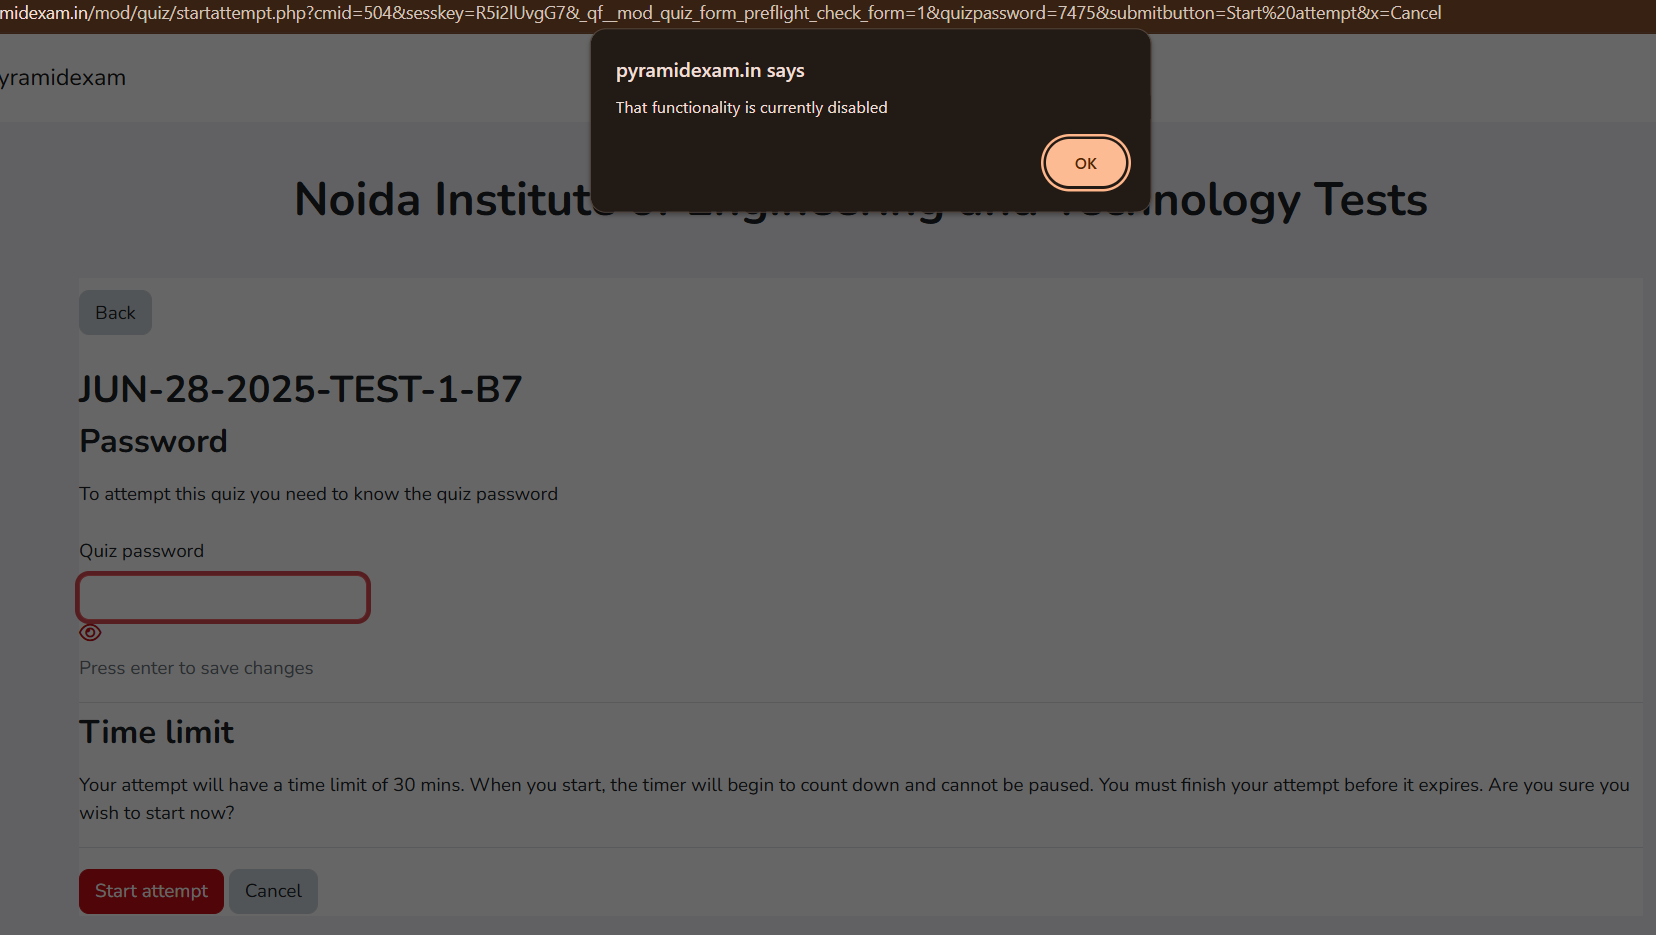 midexam.in/mod/quiz/startattempt.php?cmid=504&sesskey=R5i2lUvgG7&_qf__mod_quiz_form_preflight_check_form=1&quizpassword=7475&submitbutton=Start%20attempt&x=Cancel
pyramidexam.in says
yramidexam
That functionality is currently disabled
OK
Noida Institute of Engineering and Technology Tests
Back
JUN-28-2025-TEST-1-B7
Password
To attempt this quiz you need to know the quiz password
Quiz password
Press enter to save changes
Time limit
Your attempt will have a time limit of 30 mins. When you start, the timer will begin to count down and cannot be paused. You must finish your attempt before it expires. Are you sure you
wish to start now?
Start attempt
Cancel